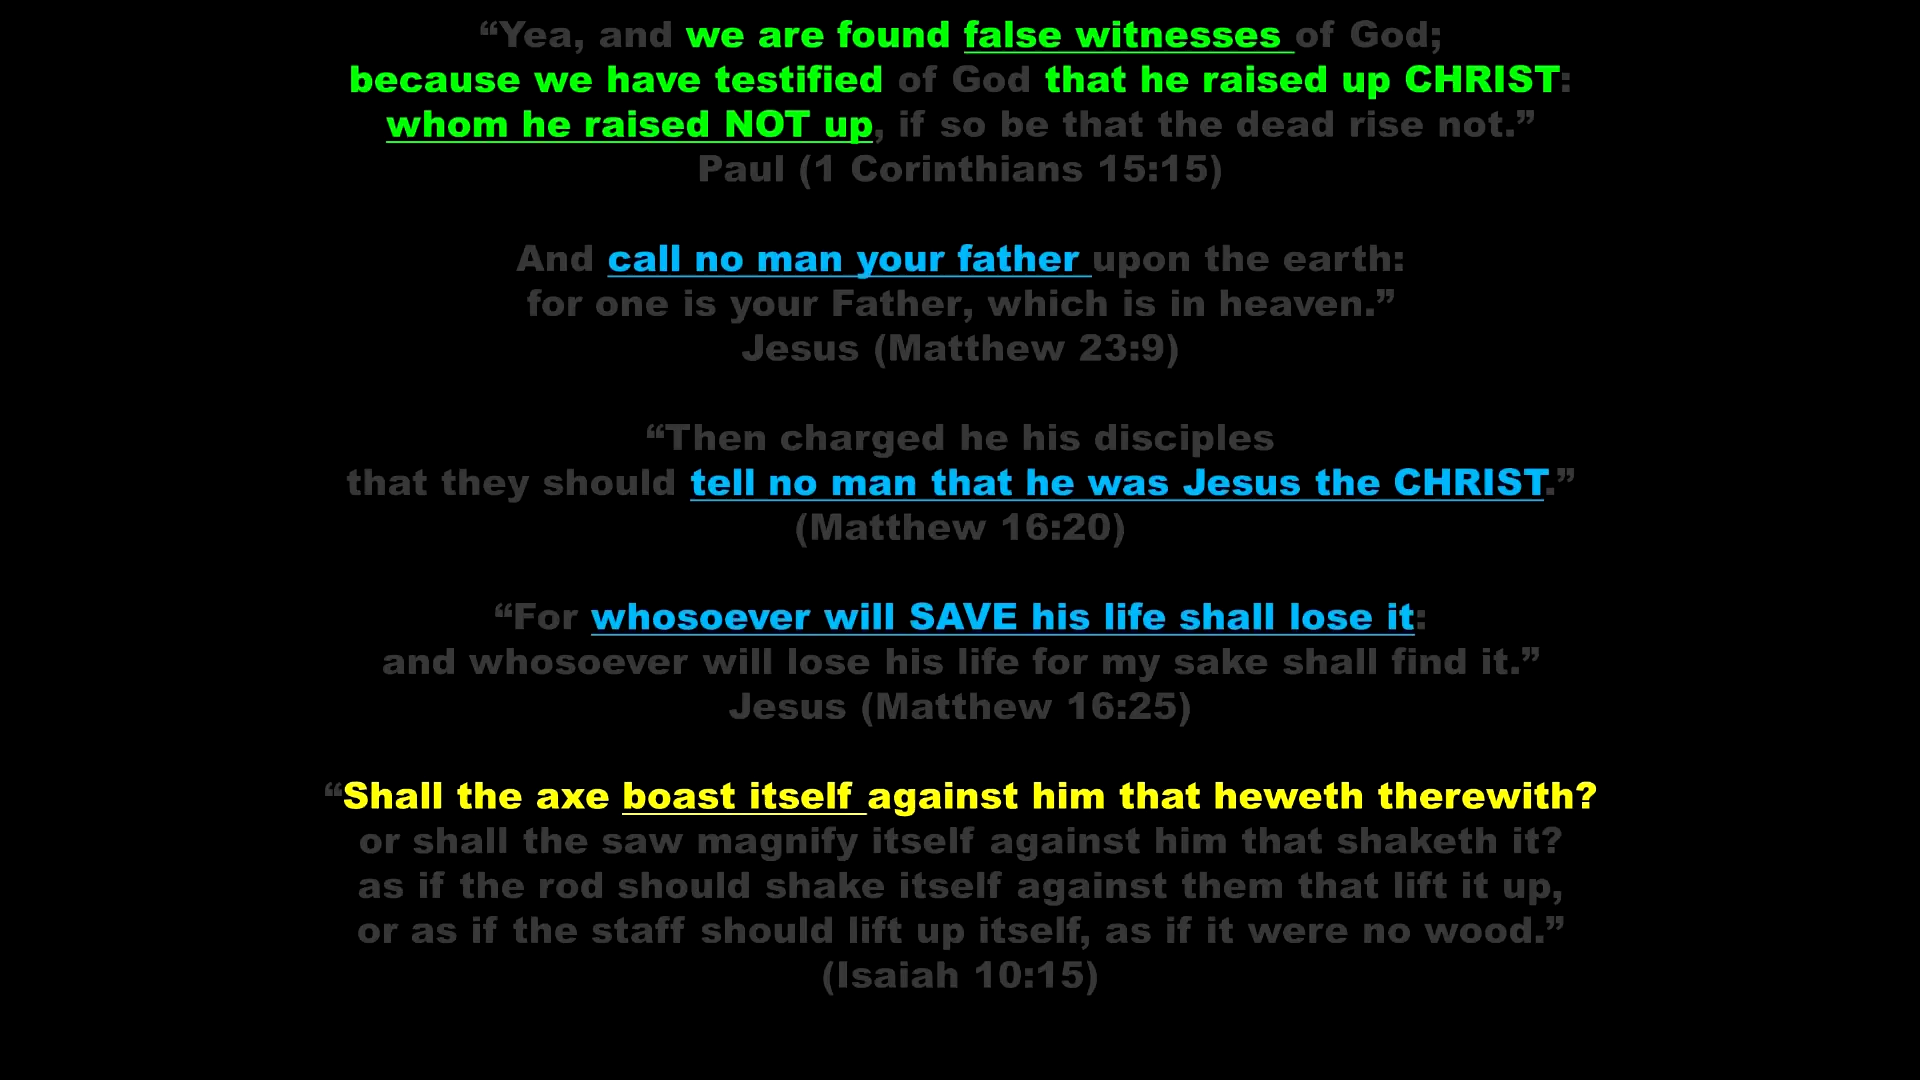 “Yea, and we are found false witnesses of God;
because we have testified of God that he raised up CHRIST:
whom he raised NOT up, if so be that the dead rise not.”
Paul (1 Corinthians 15:15)
And call no man your father upon the earth:
for one is your Father, which is in heaven.”
Jesus (Matthew 23:9)
“Then charged he his disciples
that they should tell no man that he was Jesus the CHRIST.”
(Matthew 16:20)
“For whosoever will SAVE his life shall lose it:
and whosoever will lose his life for my sake shall find it.”
Jesus (Matthew 16:25)
“Shall the axe boast itself against him that heweth therewith?
or shall the saw magnify itself against him that shaketh it?
as if the rod should shake itself against them that lift it up,
or as if the staff should lift up itself, as if it were no wood.”
(Isaiah 10:15)